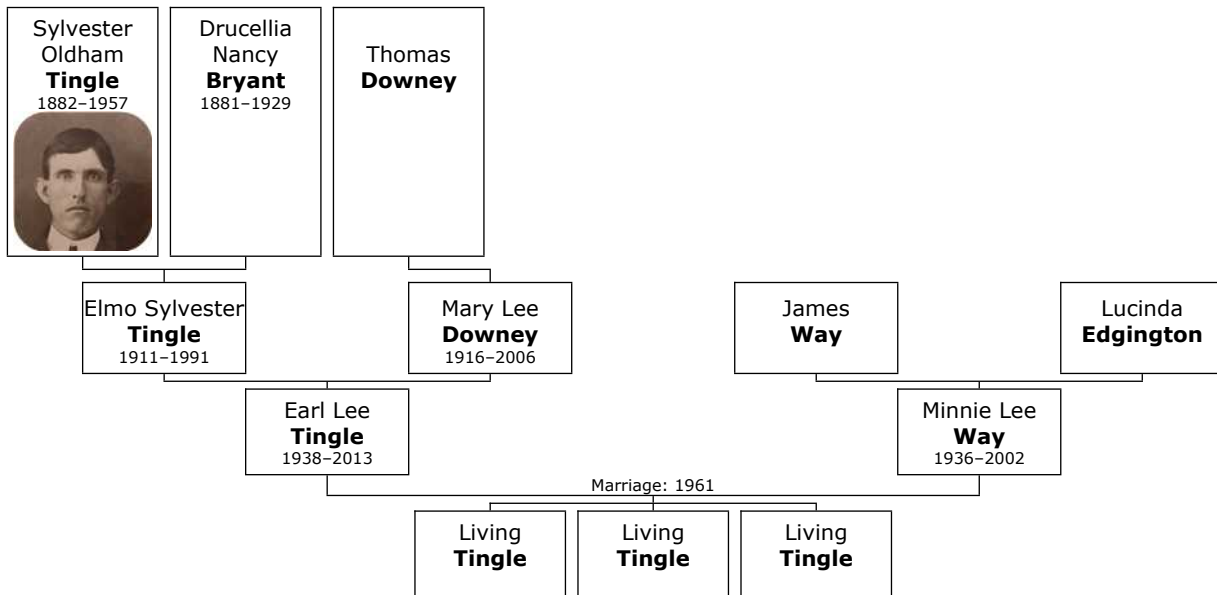 Sylvester
Oldham
Tingle
1882–1957
Drucellia
Nancy
Bryant
1881–1929
Thomas
Downey
Elmo Sylvester
Tingle
1911–1991
Mary Lee
Downey
1916–2006
James
Way
Lucinda
Edgington
Earl Lee
Tingle
1938–2013
Minnie Lee
Way
1936–2002
Marriage: 1961
Living
Tingle
Living
Tingle
Living
Tingle